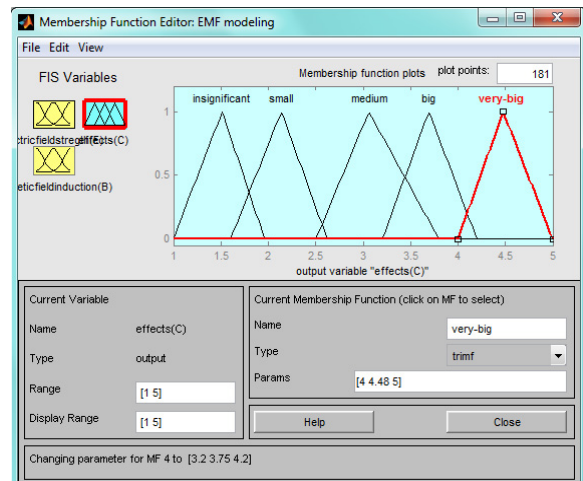 Membership Function Editor: EMF modeling
File Edit View
FIS Variables
Membership function plots plot points: 181
insignificant small medium big very-big
effects(C)
eticfieldinduction(B)
1
0.5
0
1 1.5 2 2.5 3 3.5 4 4.5 5
output variable "effects(C)"
Current Variable
Name effects(C)
Type output
Range [1 5]
Display Range [1 5]
Current Membership Function (click on MF to select)
Name very-big
Type trimf
Params [4 4.48 5]
Help Close
Changing parameter for MF 4 to [3.2 3.75 4.2]